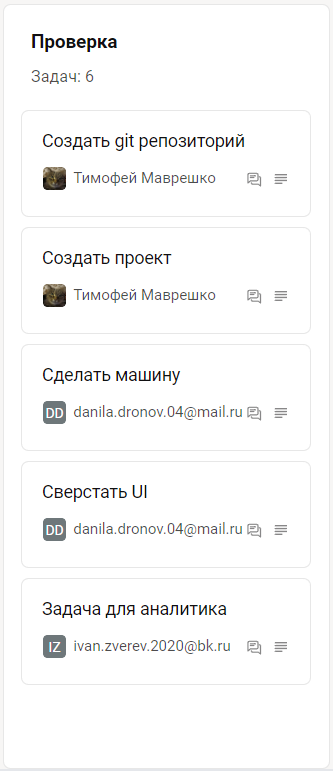 Проверка
Задач: 6
Создать git репозиторий
Тимофей Маврешко
Создать проект
Тимофей Маврешко
Сделать машину
DD danila.dronov.04@mail.ru
Сверстать UI
DD danila.dronov.04@mail.ru
Задача для аналитика
IZ ivan.zverev.2020@bk.ru